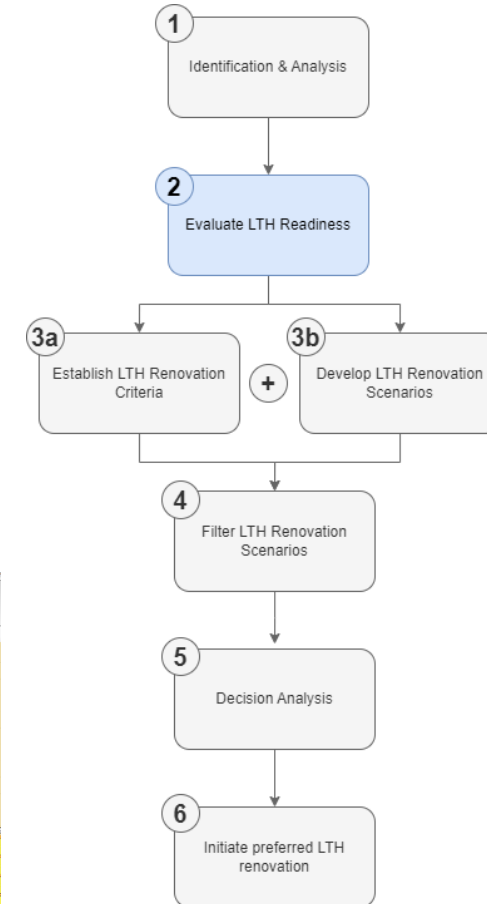 1
Identification & Analysis
2
Evaluate LTH Readiness
3a
Establish LTH Renovation
Criteria
+
3b
Develop LTH Renovation
Scenarios
4
Filter LTH Renovation
Scenarios
5
Decision Analysis
6
Initiate preferred LTH
renovation